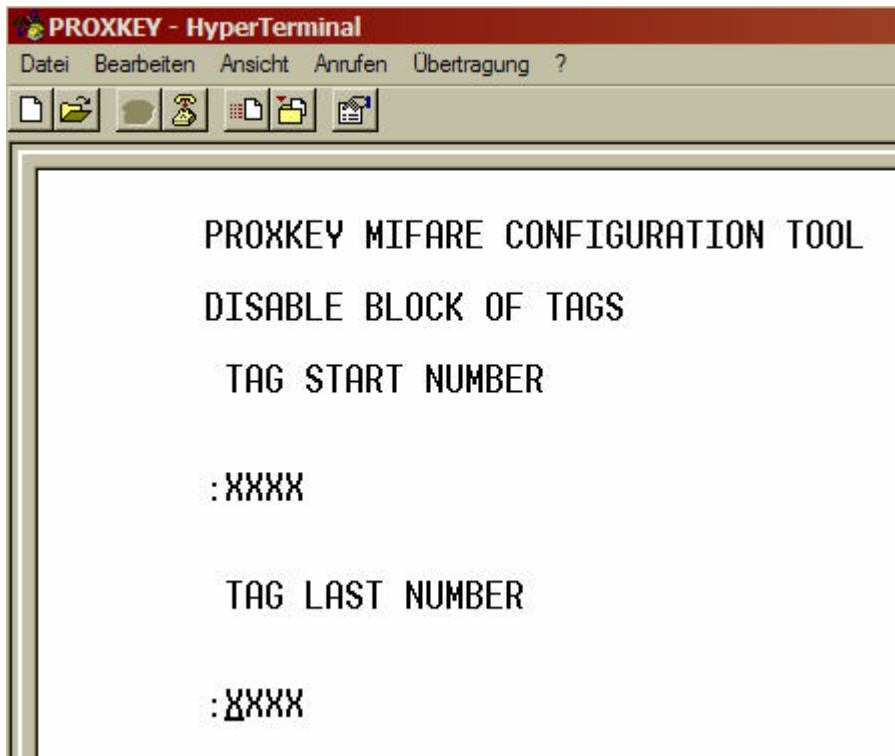 PROXKEY - HyperTerminal
Datei Bearbeiten Ansicht Anrufen Übertragung ?
PROXKEY MIFARE CONFIGURATION TOOL
DISABLE BLOCK OF TAGS
TAG START NUMBER
:XXXX
TAG LAST NUMBER
:XXXX